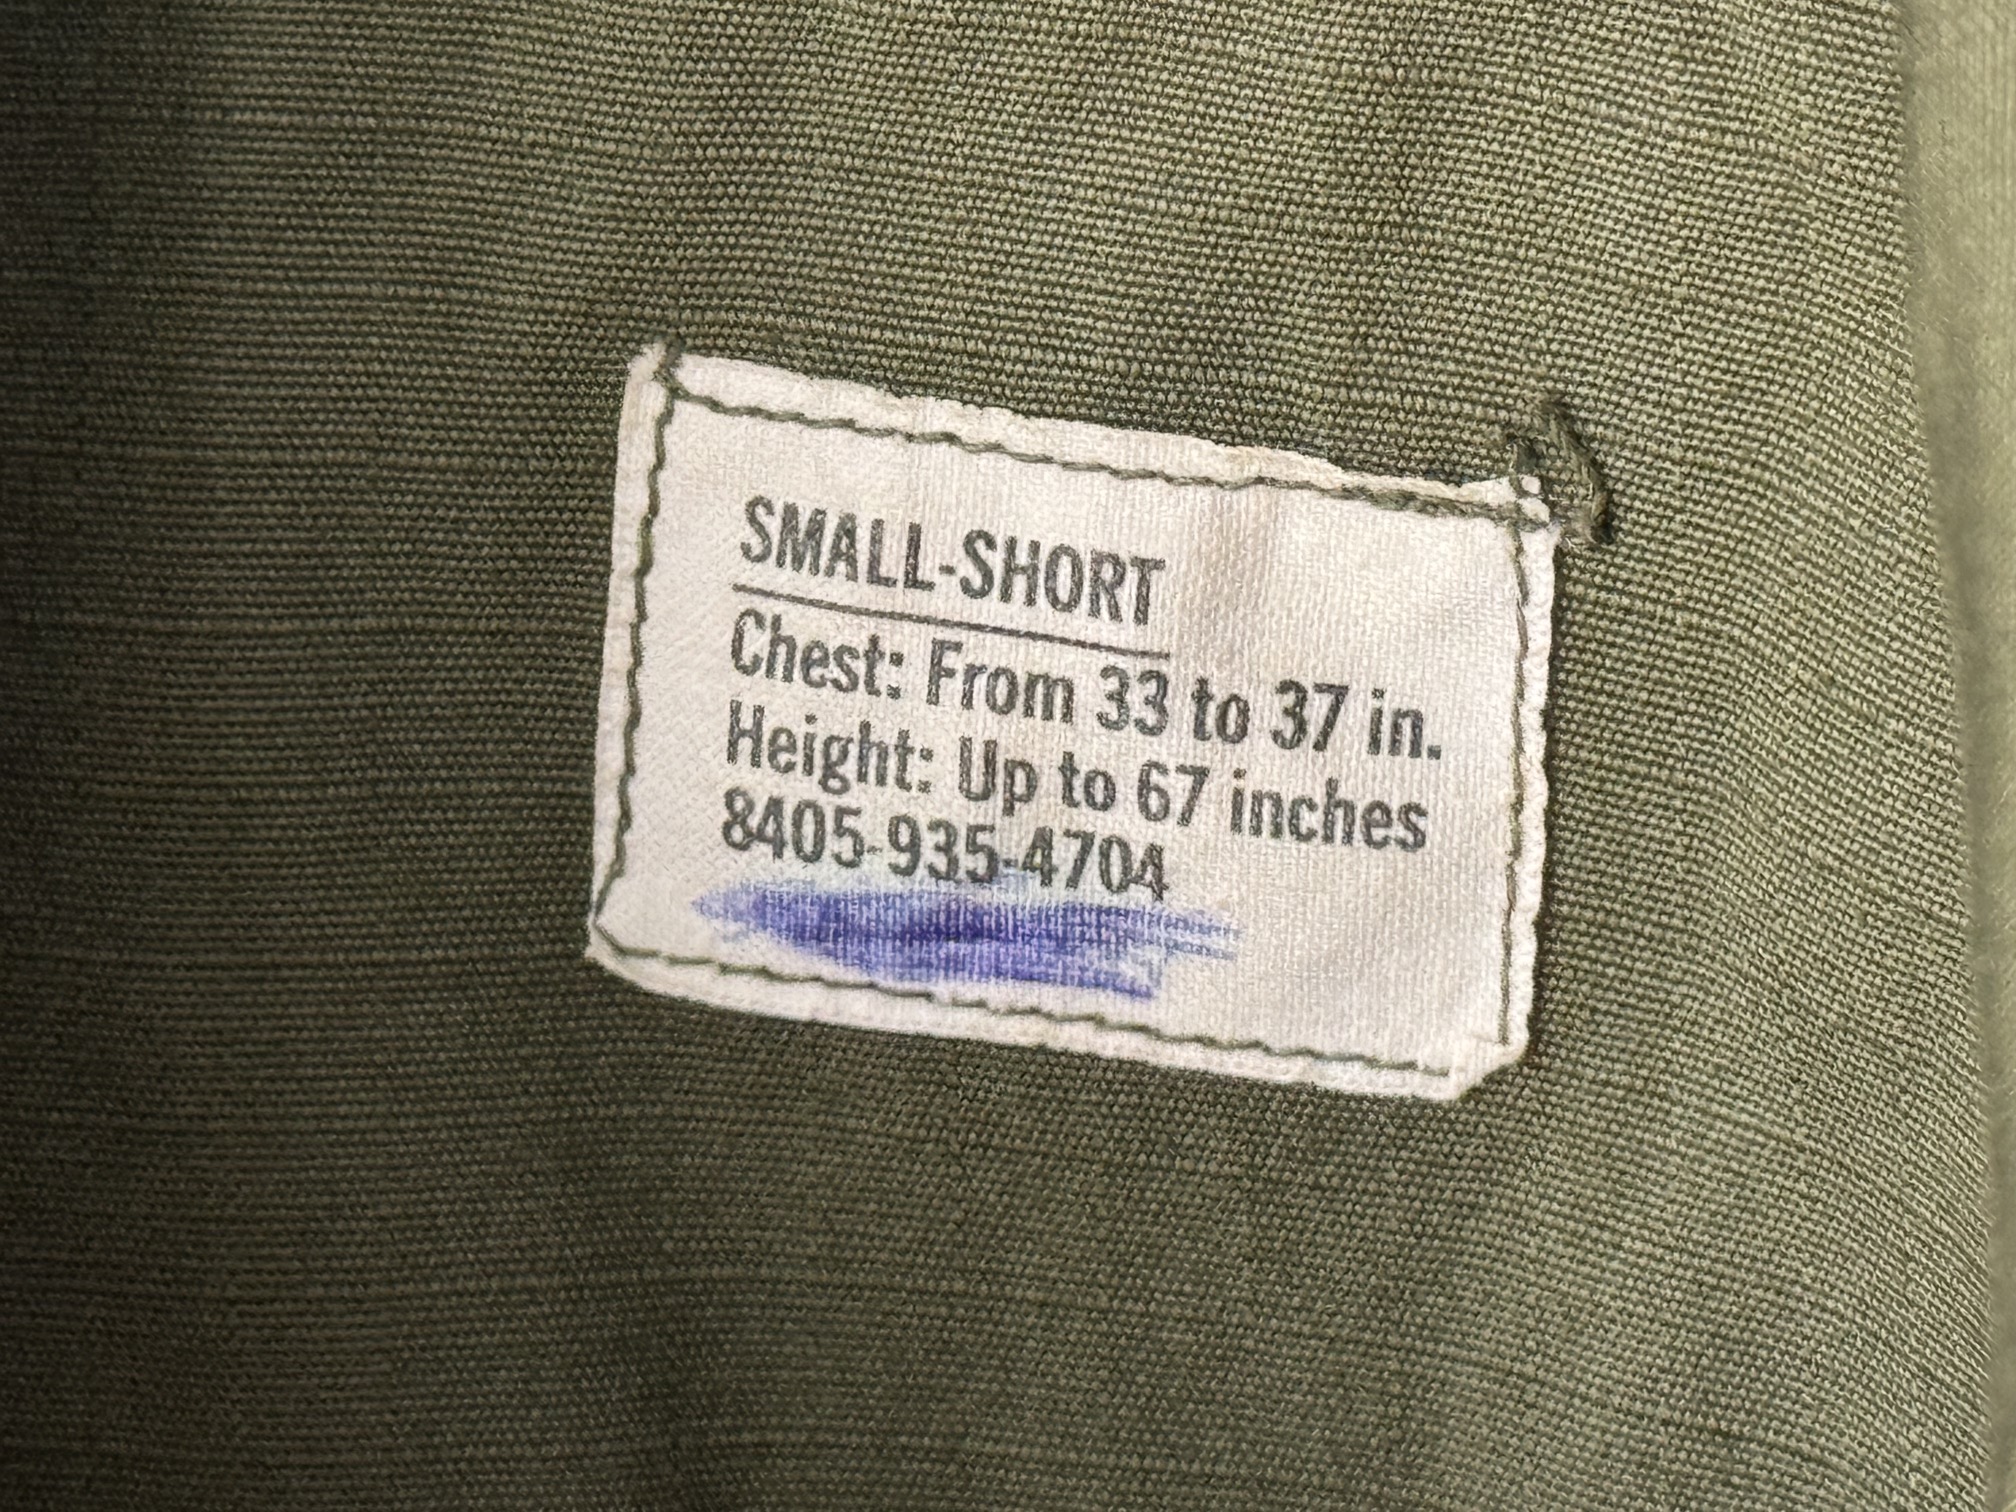 SMALL-SHORT
Chest: From 33 to 37 in.
Height: Up to 67 inches
8405-935-4704